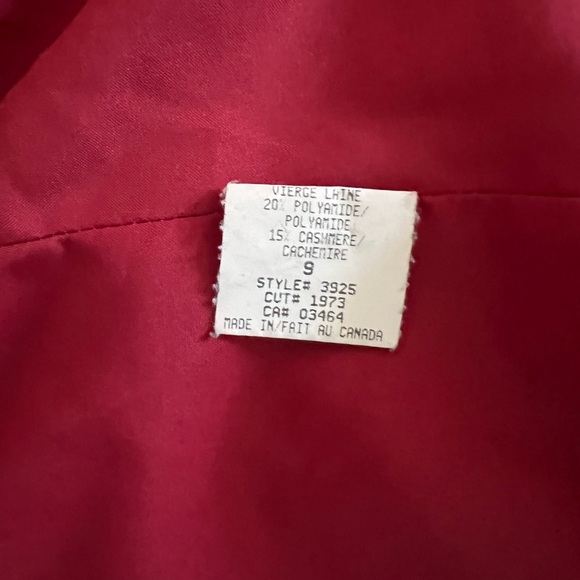 VIERGE LAINE
20% POLYAMIDE/
POLYAMIDE
15% CASHMERE/
CACHEMIRE
9
STYLE# 3925
CUT# 1973
CA# 03464
MADE IN/FAIT AU CANADA